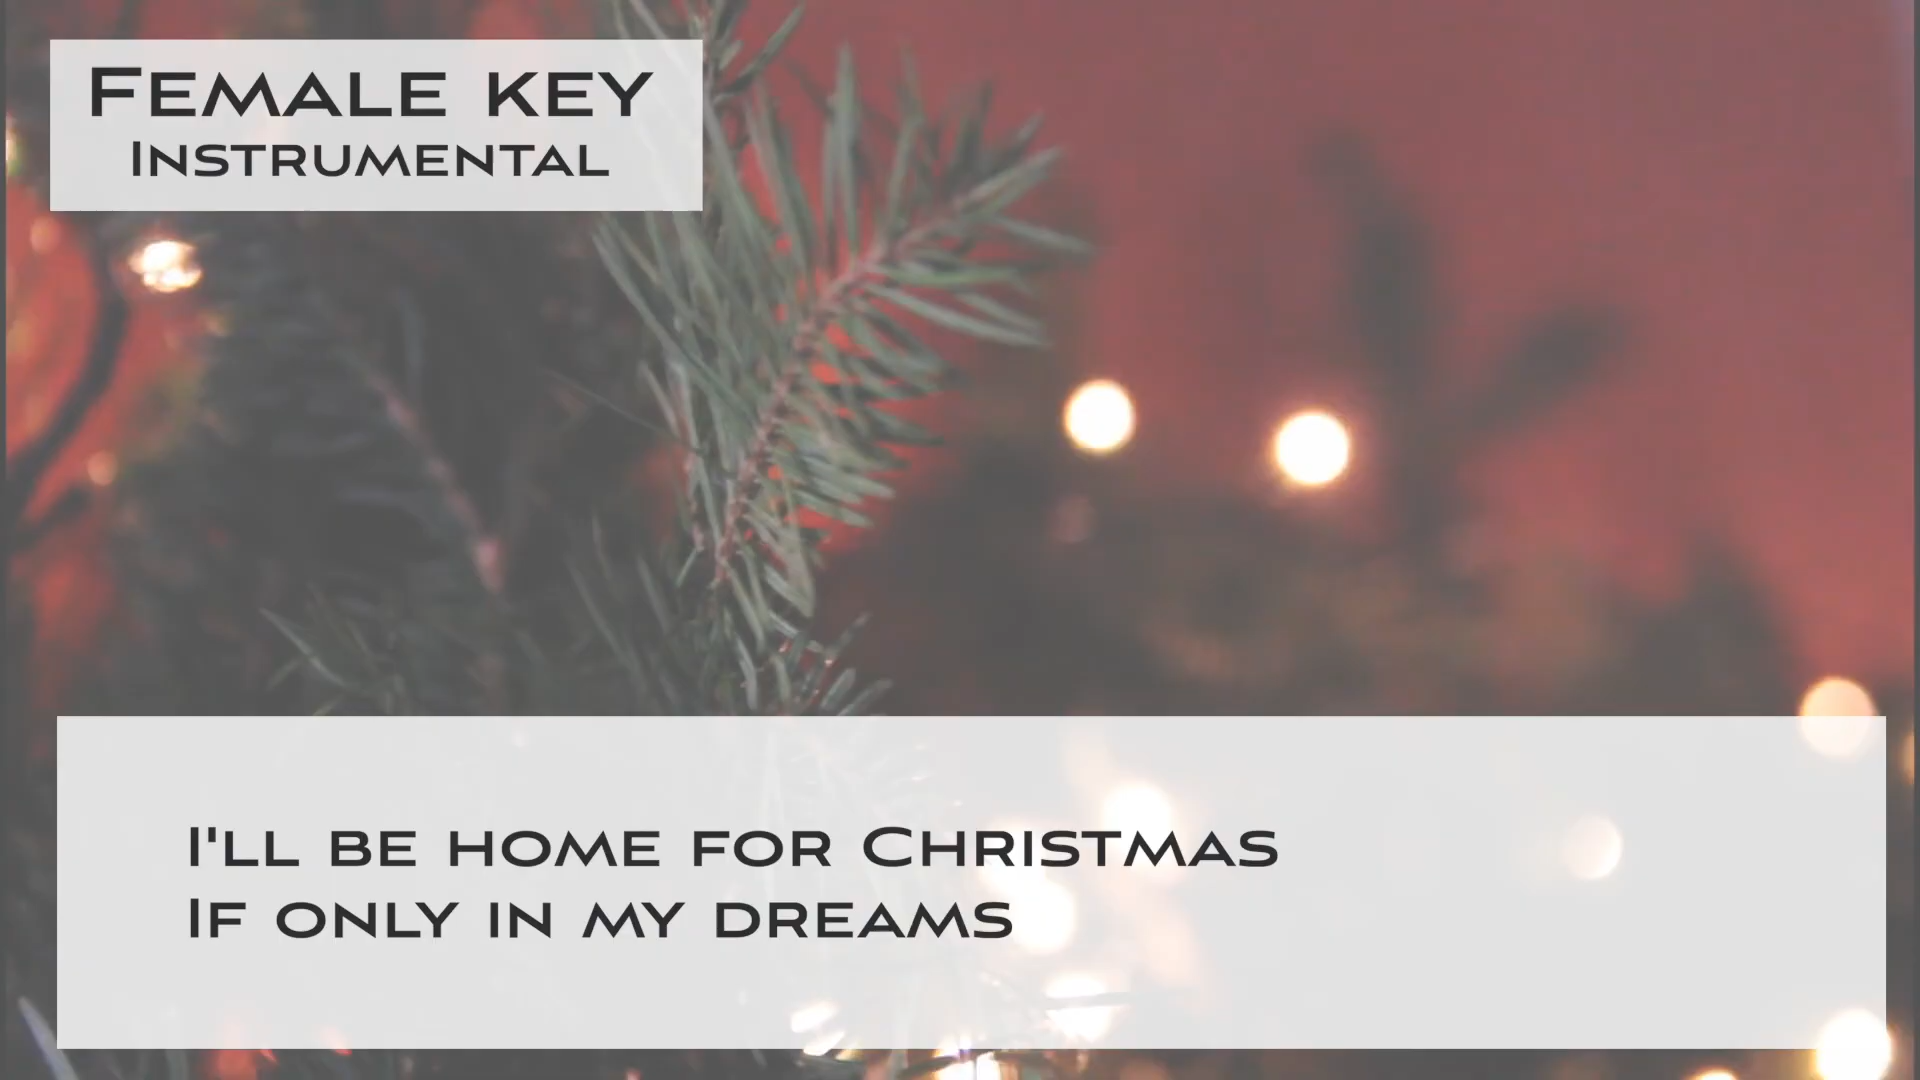 Female key
Instrumental
I'll be home for Christmas
If only in my dreams